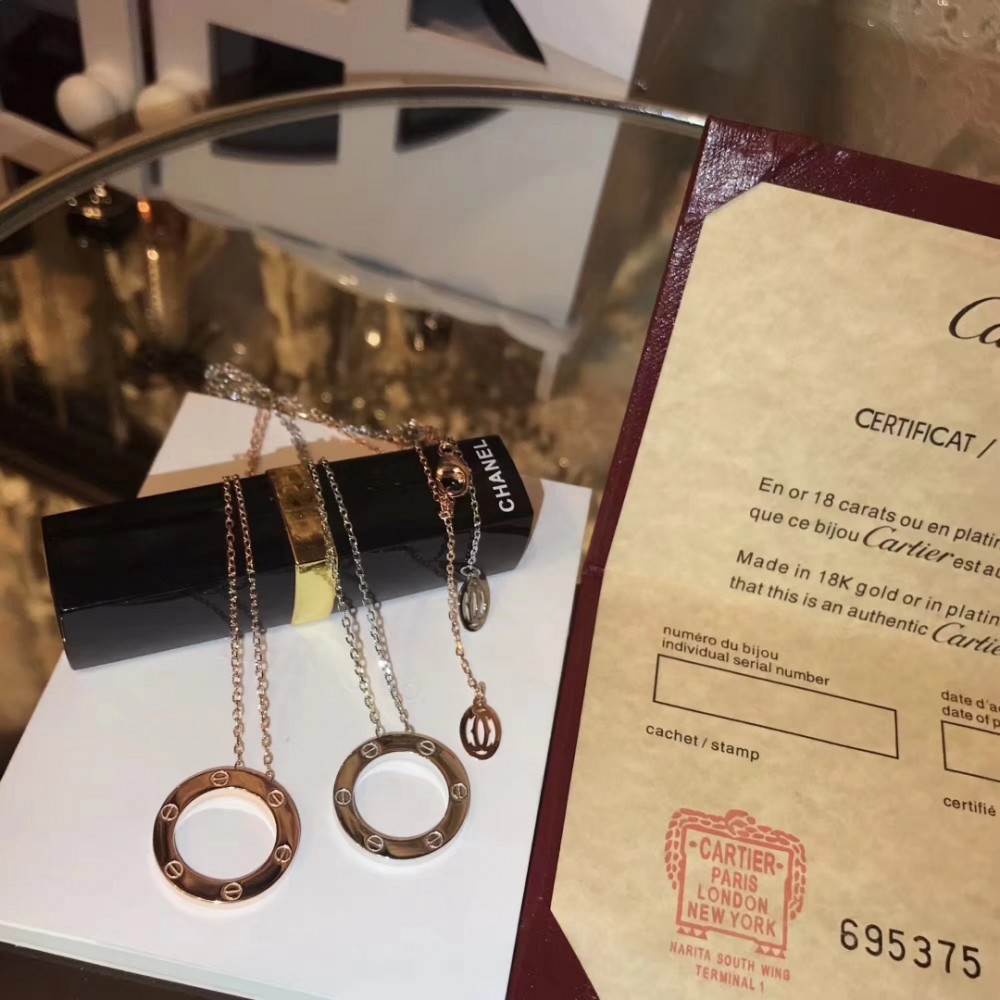 CHANEL
CERTIFICAT /
En or 18 carats ou en platin
que ce bijou Cartier est au
Made in 18K gold or in platin
that this is an authentic Cartie
numéro du bijou
individual serial number
date d'a
date of p
cachet / stamp
certifié
-CARTIER-
PARIS
LONDON
NEW YORK
NARITA SOUTH WING
TERMINAL 1
695375